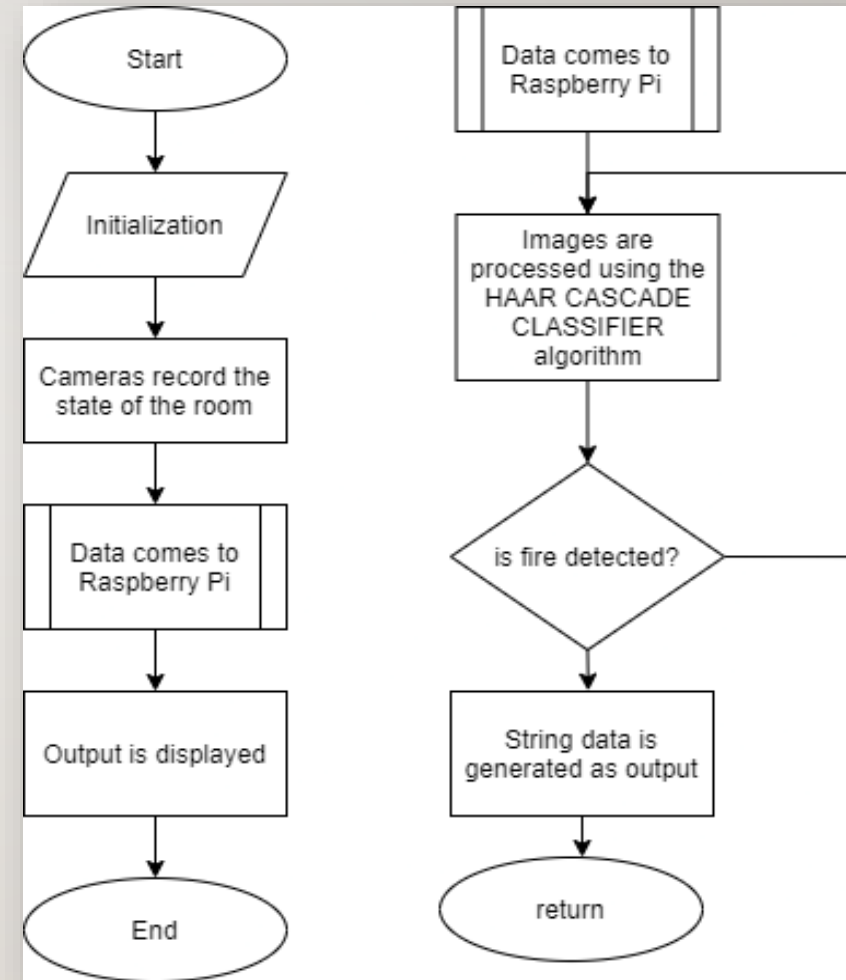 Start
Initialization
Cameras record the
state of the room
Data comes to
Raspberry Pi
Output is displayed
End
Data comes to
Raspberry Pi
Images are
processed using the
HAAR CASCADE
CLASSIFIER
algorithm
is fire detected?
String data is
generated as output
return